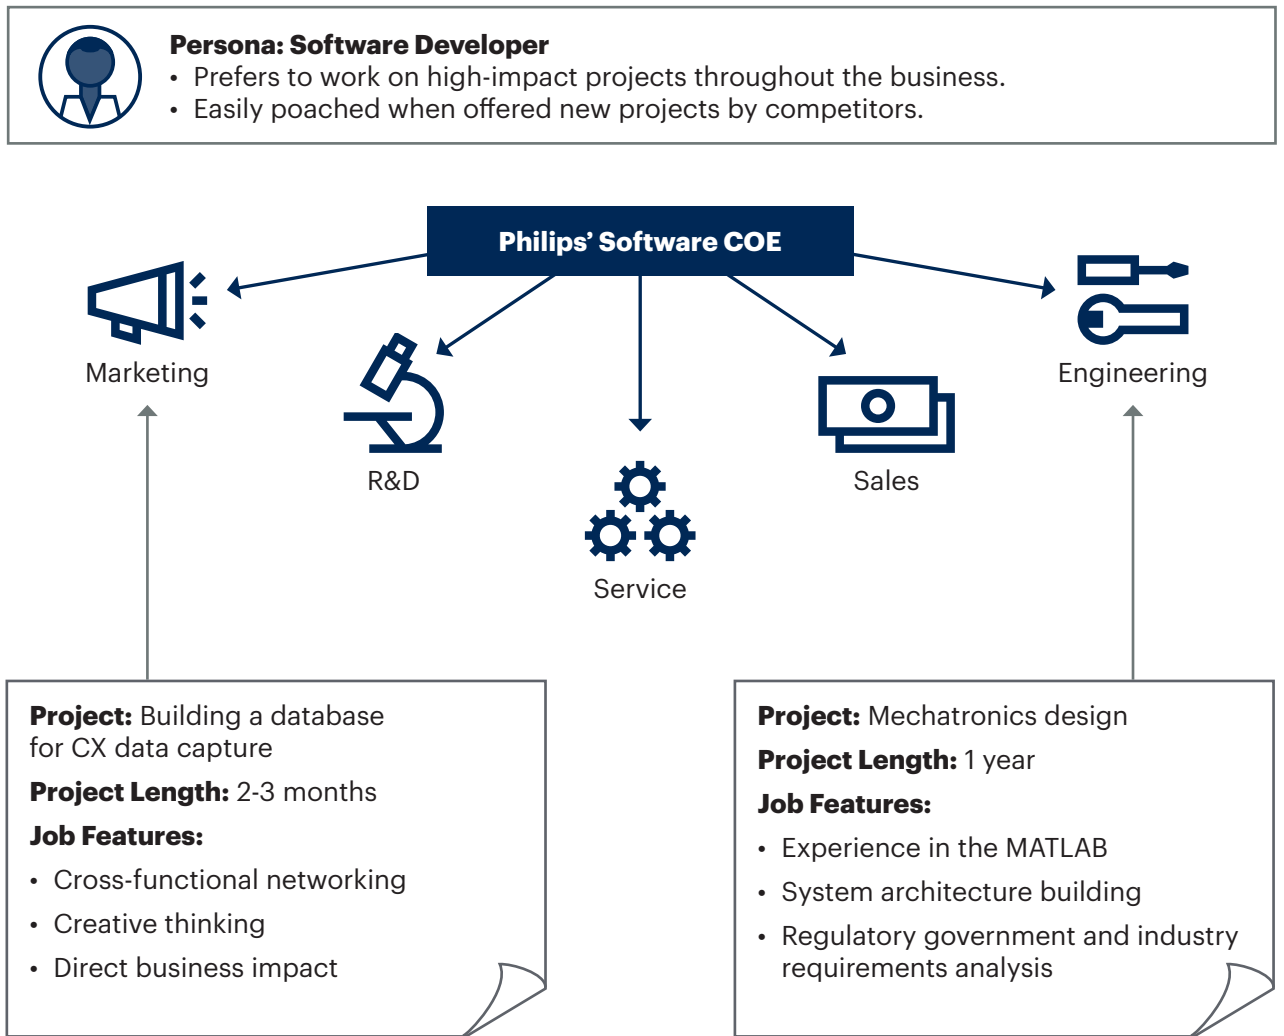 Persona: Software Developer
• Prefers to work on high-impact projects throughout the business.
• Easily poached when offered new projects by competitors.
Philips’ Software COE
Marketing
R&D
Service
Sales
Engineering
Project: Building a database
for CX data capture
Project Length: 2-3 months
Job Features:
• Cross-functional networking
• Creative thinking
• Direct business impact
Project: Mechatronics design
Project Length: 1 year
Job Features:
• Experience in the MATLAB
• System architecture building
• Regulatory government and industry
requirements analysis